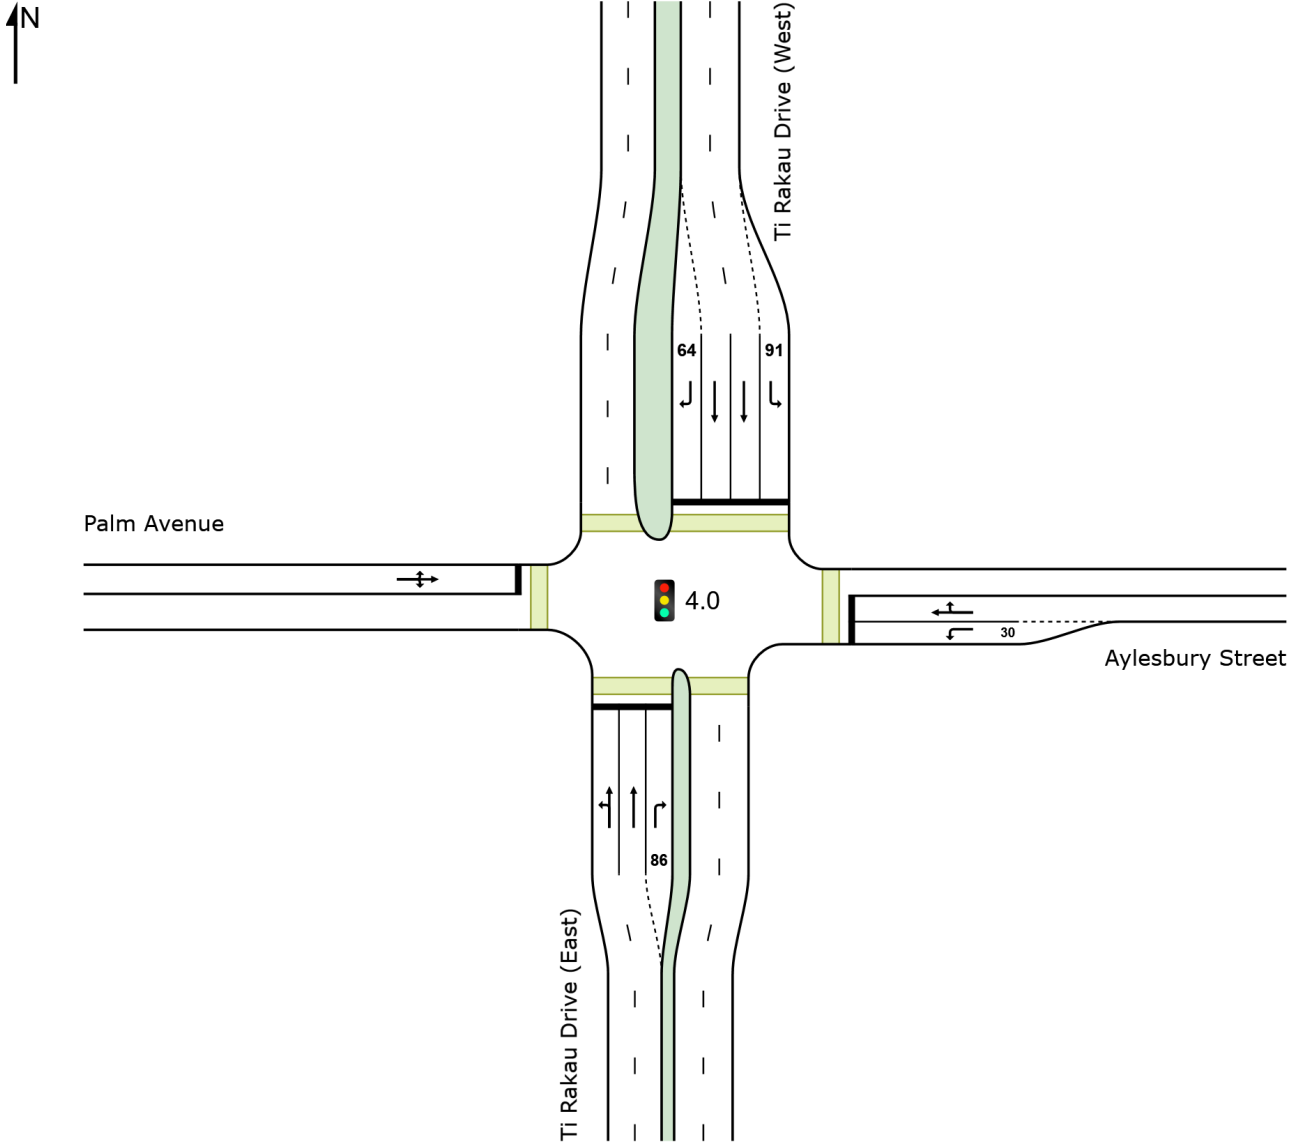 N
Ti Rakau Drive (West)
64
91
Palm Avenue
4.0
30
Aylesbury Street
86
Ti Rakau Drive (East)